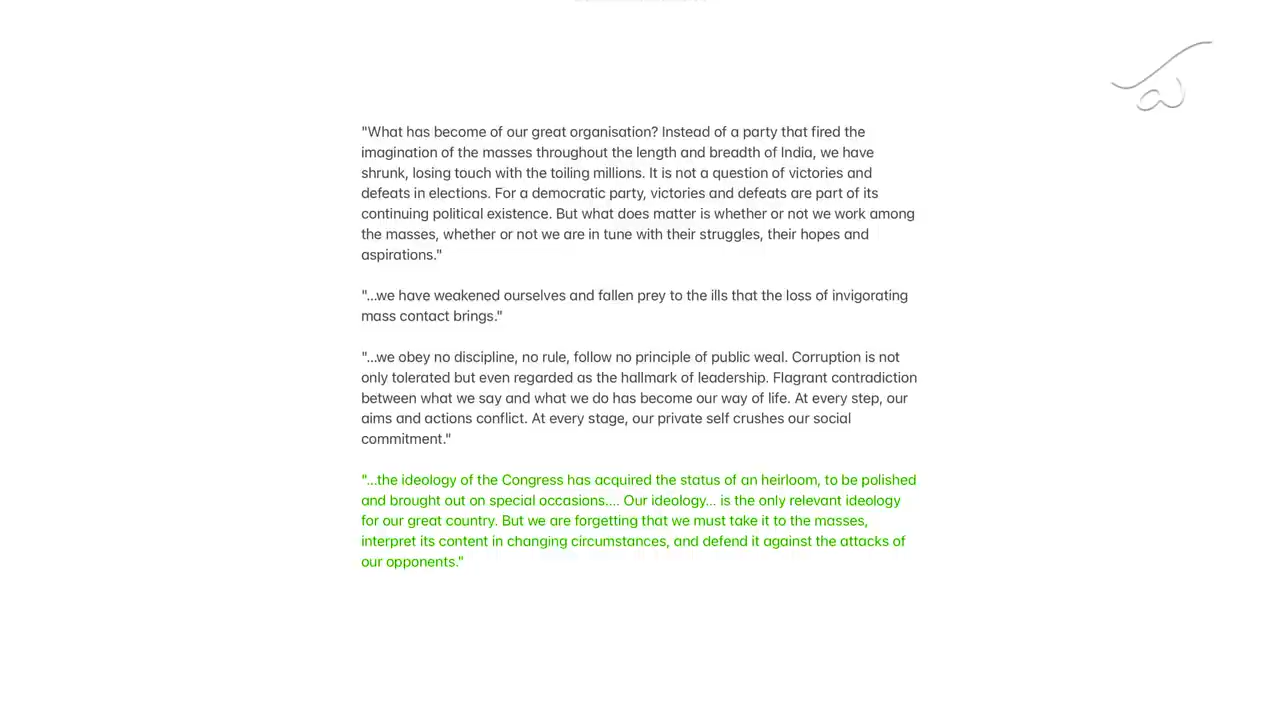 "What has become of our great organisation? Instead of a party that fired the
imagination of the masses throughout the length and breadth of India, we have
shrunk, losing touch with the toiling millions. It is not a question of victories and
defeats in elections. For a democratic party, victories and defeats are part of its
continuing political existence. But what does matter is whether or not we work among
the masses, whether or not we are in tune with their struggles, their hopes and
aspirations."
"...we have weakened ourselves and fallen prey to the ills that the loss of invigorating
mass contact brings."
"...we obey no discipline, no rule, follow no principle of public weal. Corruption is not
only tolerated but even regarded as the hallmark of leadership. Flagrant contradiction
between what we say and what we do has become our way of life. At every step, our
aims and actions conflict. At every stage, our private self crushes our social
commitment."
"...the ideology of the Congress has acquired the status of an heirloom, to be polished
and brought out on special occasions.... Our ideology... is the only relevant ideology
for our great country. But we are forgetting that we must take it to the masses,
interpret its content in changing circumstances, and defend it against the attacks of
our opponents."